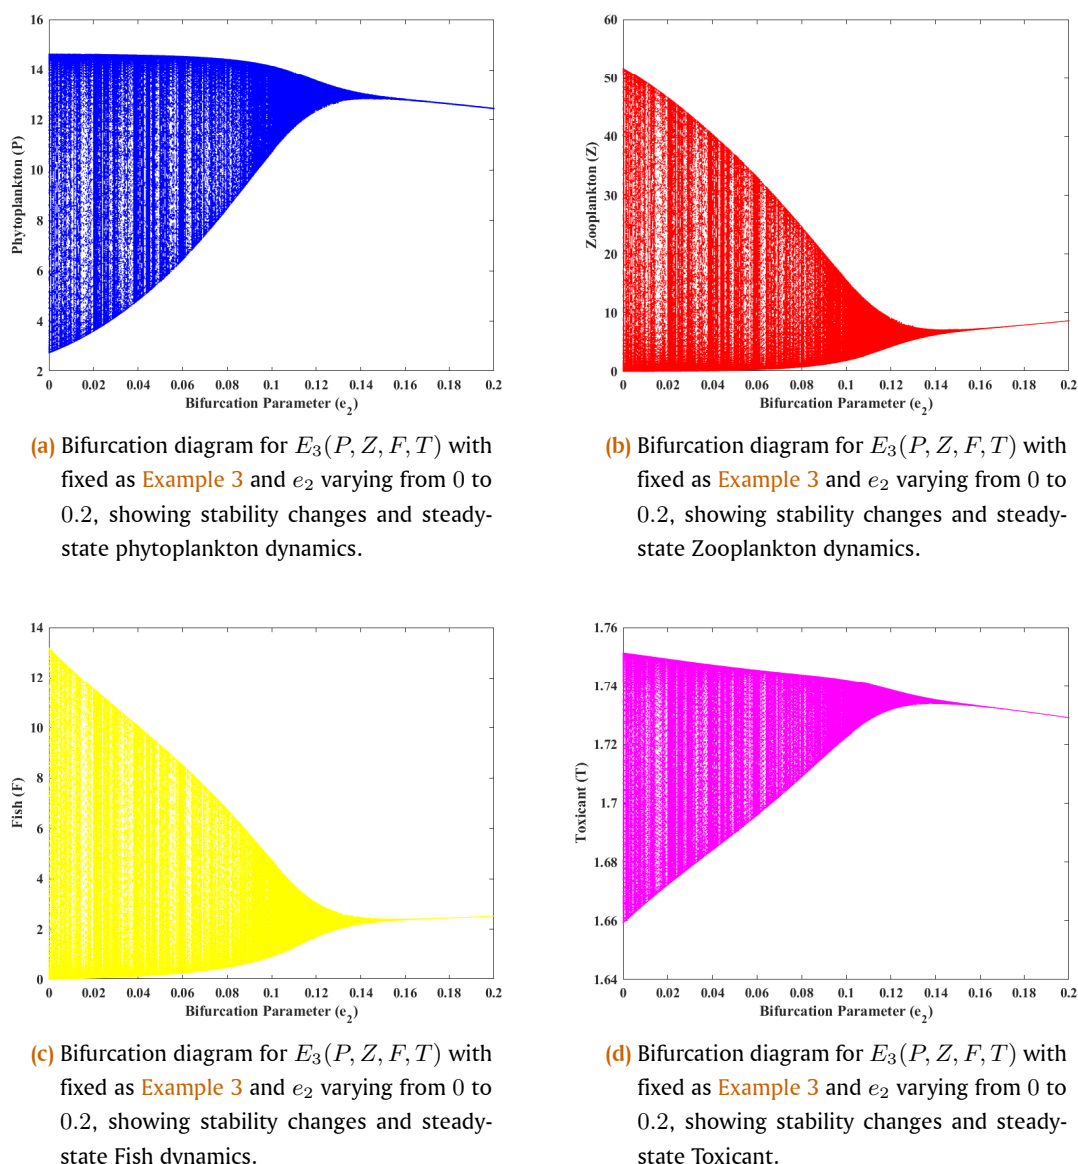 16
14
12
10
8
6
4
2
Phytoplankton (P)
0 0.02 0.04 0.06 0.08 0.1 0.12 0.14 0.16 0.18 0.2
Bifurcation Parameter (e₂)
(a) Bifurcation diagram for E₃(P, Z, F, T) with
fixed as Example 3 and e₂ varying from 0 to
0.2, showing stability changes and steady-
state phytoplankton dynamics.
60
50
40
30
20
10
0
Zooplankton (Z)
0 0.02 0.04 0.06 0.08 0.1 0.12 0.14 0.16 0.18 0.2
Bifurcation Parameter (e₂)
(b) Bifurcation diagram for E₃(P, Z, F, T) with
fixed as Example 3 and e₂ varying from 0 to
0.2, showing stability changes and steady-
state Zooplankton dynamics.
14
12
10
8
6
4
2
0
Fish (F)
0 0.02 0.04 0.06 0.08 0.1 0.12 0.14 0.16 0.18 0.2
Bifurcation Parameter (e₂)
(c) Bifurcation diagram for E₃(P, Z, F, T) with
fixed as Example 3 and e₂ varying from 0 to
0.2, showing stability changes and steady-
state Fish dynamics.
1.76
1.74
1.72
1.7
1.68
1.66
1.64
Toxicant (T)
0 0.02 0.04 0.06 0.08 0.1 0.12 0.14 0.16 0.18 0.2
Bifurcation Parameter (e₂)
(d) Bifurcation diagram for E₃(P, Z, F, T) with
fixed as Example 3 and e₂ varying from 0 to
0.2, showing stability changes and steady-
state Toxicant.